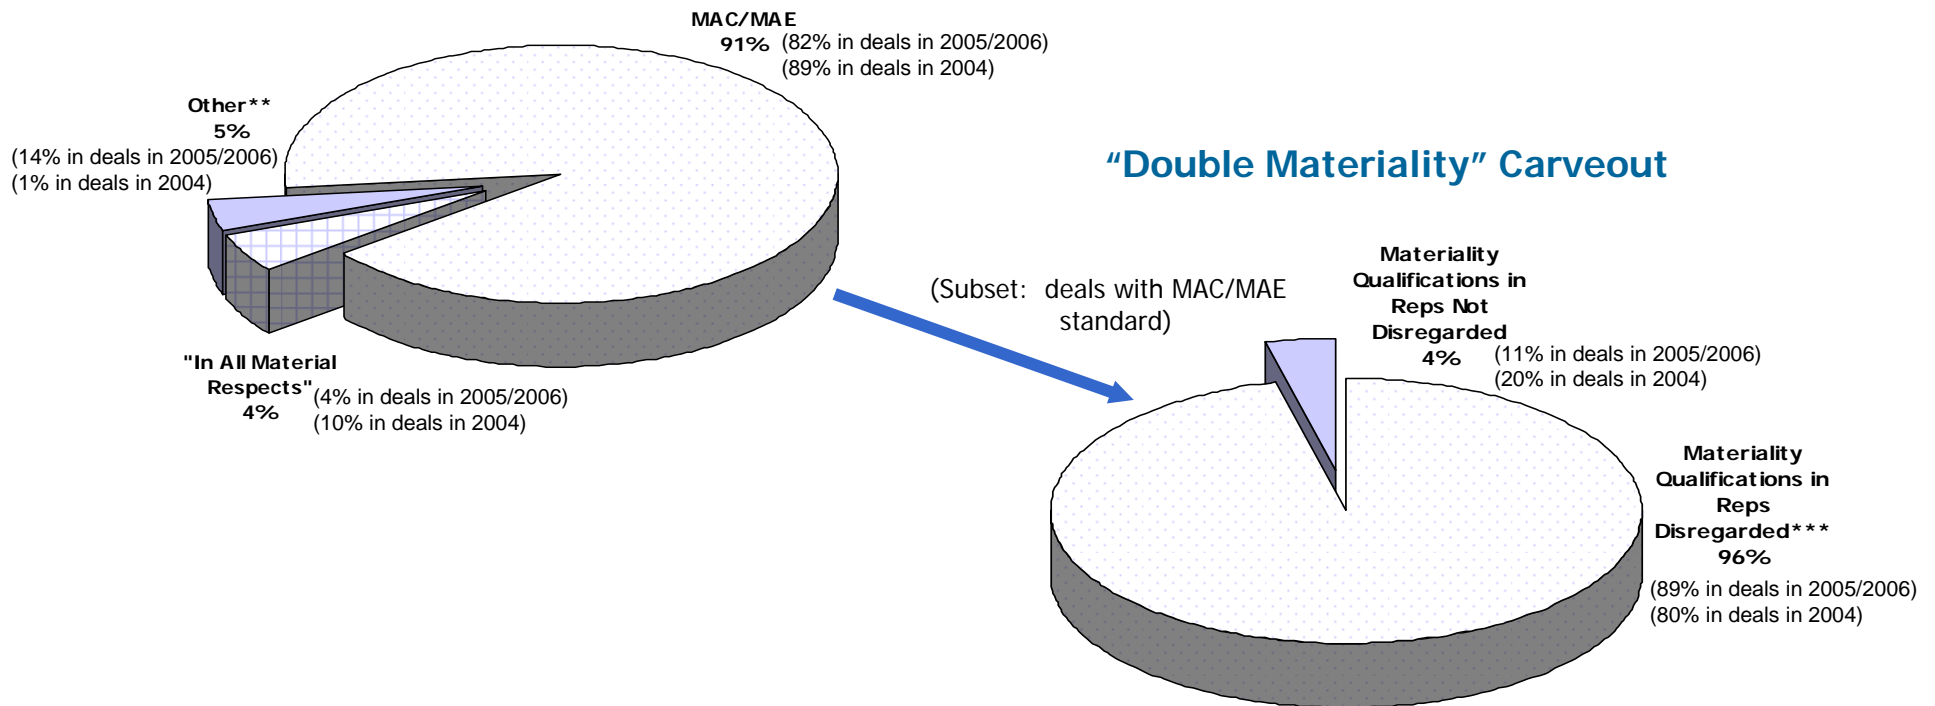 MAC/MAE
91% (82% in deals in 2005/2006)
(89% in deals in 2004)
Other**
5%
(14% in deals in 2005/2006)
(1% in deals in 2004)
"In All Material
Respects"
4%
(4% in deals in 2005/2006)
(10% in deals in 2004)
“Double Materiality” Carveout
(Subset: deals with MAC/MAE
standard)
Materiality
Qualifications in
Reps Not
Disregarded
4%
(11% in deals in 2005/2006)
(20% in deals in 2004)
Materiality
Qualifications in
Reps
Disregarded***
96%
(89% in deals in 2005/2006)
(80% in deals in 2004)